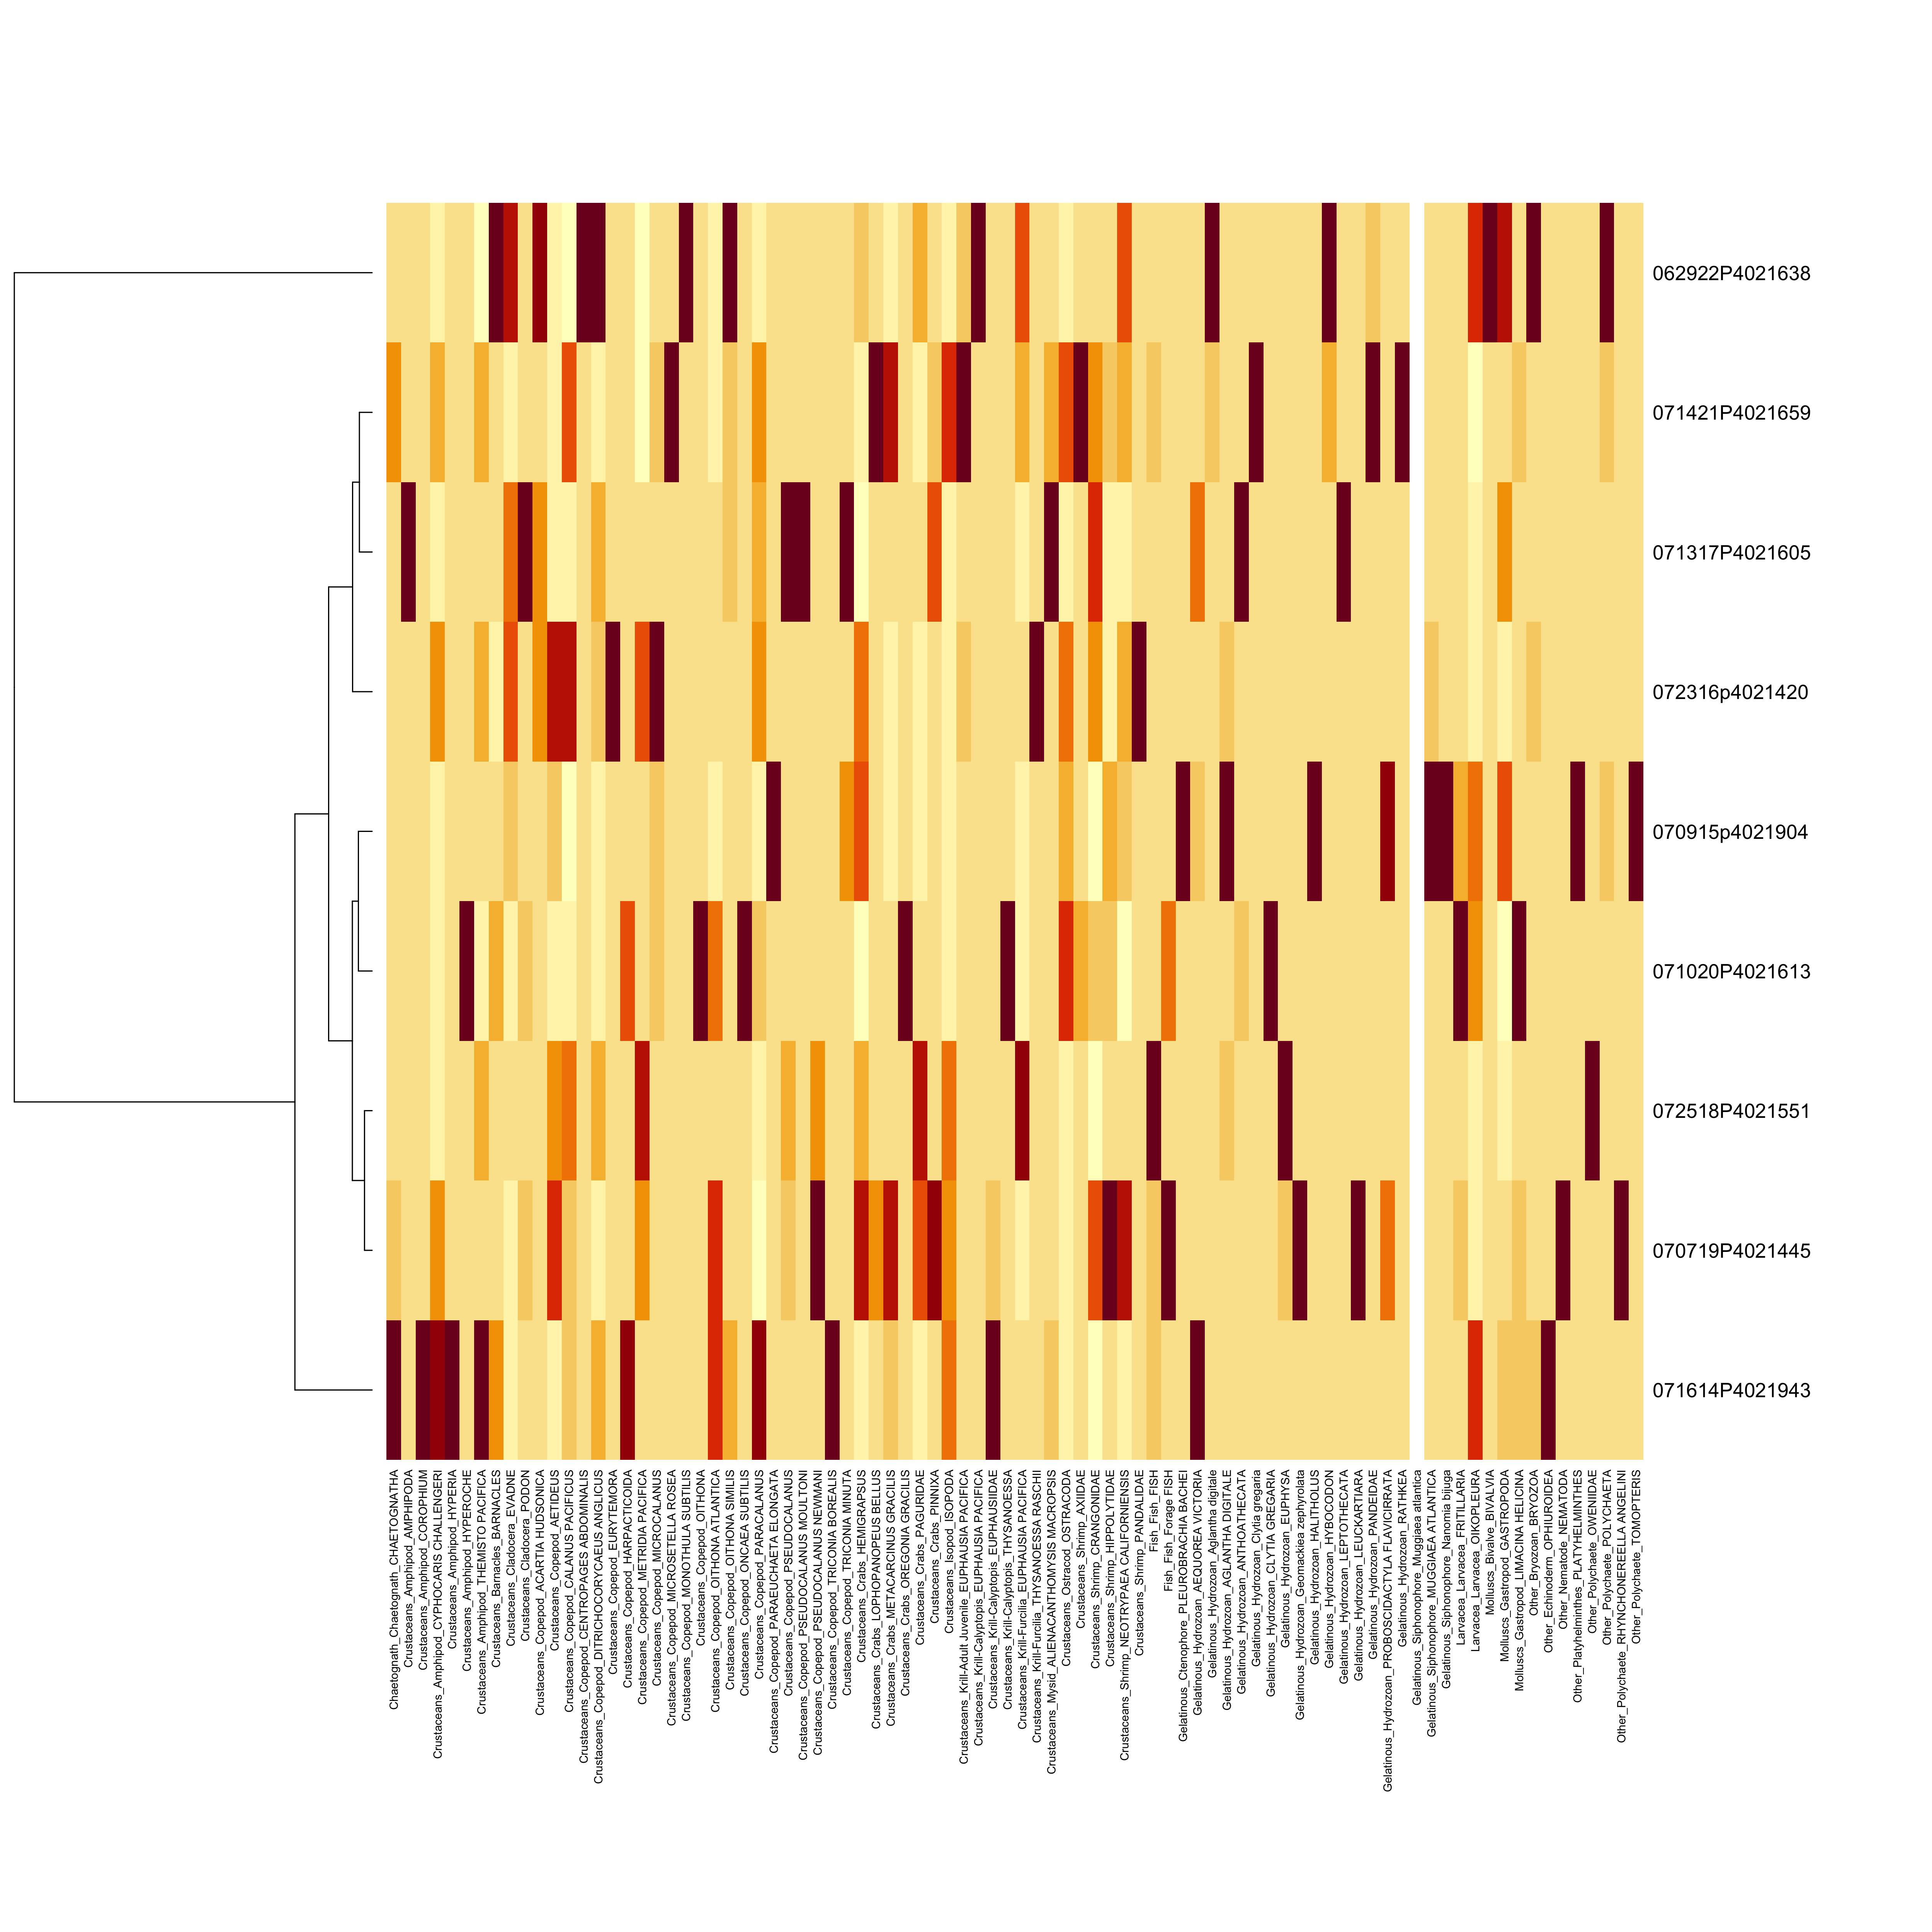 062922P4021638
071421P4021659
071317P4021605
072316p4021420
070915p4021904
071020P4021613
072518P4021551
070719P4021445
071614P4021943
Chaetognath_Chaetognath_CHAETOGNATHA
Crustaceans_Amphipod_AMPHIPODA
Crustaceans_Amphipod_COROPHIUM
Crustaceans_Amphipod_CYPHOCARIS CHALLENGERI
Crustaceans_Amphipod_HYPERIA
Crustaceans_Amphipod_HYPEROCHE
Crustaceans_Amphipod_THEMISTO PACIFICA
Crustaceans_Barnacles_BARNACLES
Crustaceans_Cladocera_EVADNE
Crustaceans_Cladocera_PODON
Crustaceans_Copepod_ACARTIA HUDSONICA
Crustaceans_Copepod_AETIDEUS
Crustaceans_Copepod_CALANUS PACIFICUS
Crustaceans_Copepod_CENTROPAGES ABDOMINALIS
Crustaceans_Copepod_DITRICHOCORYCAEUS ANGLICUS
Crustaceans_Copepod_EURYTEMORA
Crustaceans_Copepod_HARPACTICOIDA
Crustaceans_Copepod_METRIDIA PACIFICA
Crustaceans_Copepod_MICROCALANUS
Crustaceans_Copepod_MICROSETELLA ROSEA
Crustaceans_Copepod_MONOTHULA SUBTILIS
Crustaceans_Copepod_OITHONA
Crustaceans_Copepod_OITHONA ATLANTICA
Crustaceans_Copepod_OITHONA SIMILIS
Crustaceans_Copepod_ONCAEA SUBTILIS
Crustaceans_Copepod_PARACALANUS
Crustaceans_Copepod_PARAEUCHAETA ELONGATA
Crustaceans_Copepod_PSEUDOCALANUS
Crustaceans_Copepod_PSEUDOCALANUS MOULTONI
Crustaceans_Copepod_PSEUDOCALANUS NEWMANI
Crustaceans_Copepod_TRICONIA BOREALIS
Crustaceans_Copepod_TRICONIA MINUTA
Crustaceans_Crabs_HEMIGRAPSUS
Crustaceans_Crabs_LOPHOPANOPEUS BELLUS
Crustaceans_Crabs_METACARCINUS GRACILIS
Crustaceans_Crabs_OREGONIA GRACILIS
Crustaceans_Crabs_PAGURIDAE
Crustaceans_Crabs_PINNIXA
Crustaceans_Isopod_ISOPODA
Crustaceans_Krill-Adult Juvenile_EUPHAUSIA PACIFICA
Crustaceans_Krill-Calyptopis_EUPHAUSIA PACIFICA
Crustaceans_Krill-Calyptopis_EUPHAUSIIDAE
Crustaceans_Krill-Calyptopis_THYSANOESSA
Crustaceans_Krill-Furcilia_EUPHAUSIA PACIFICA
Crustaceans_Krill-Furcilia_THYSANOESSA RASCHII
Crustaceans_Mysid_ALIENACANTHOMYSIS MACROPSIS
Crustaceans_Ostracod_OSTRACODA
Crustaceans_Shrimp_AXIIDAE
Crustaceans_Shrimp_CRANGONIDAE
Crustaceans_Shrimp_HIPPOLYTIDAE
Crustaceans_Shrimp_NEOTRYPAEA CALIFORNIENSIS
Crustaceans_Shrimp_PANDALIDAE
Fish_Fish_FISH
Fish_Fish_Forage FISH
Gelatinous_Ctenophore_PLEUROBRACHIA BACHEI
Gelatinous_Hydrozoan_AEQUOREA VICTORIA
Gelatinous_Hydrozoan_Aglantha digitale
Gelatinous_Hydrozoan_AGLANTHA DIGITALE
Gelatinous_Hydrozoan_ANTHOATHECATA
Gelatinous_Hydrozoan_Clytia gregaria
Gelatinous_Hydrozoan_CLYTIA GREGARIA
Gelatinous_Hydrozoan_EUPHYSA
Gelatinous_Hydrozoan_Geomackiea zephyrolata
Gelatinous_Hydrozoan_HALITHOLUS
Gelatinous_Hydrozoan_HYBOCODON
Gelatinous_Hydrozoan_LEPTOTHECATA
Gelatinous_Hydrozoan_LEUCKARTIARA
Gelatinous_Hydrozoan_PANDEIDAE
Gelatinous_Hydrozoan_PROBOSCIDACTYLA FLAVICIRRATA
Gelatinous_Hydrozoan_RATHKEA
Gelatinous_Siphonophore_Muggiaea atlantica
Gelatinous_Siphonophore_MUGGIAEA ATLANTICA
Gelatinous_Siphonophore_Nanomia bijuga
Larvacea_Larvacea_FRITILLARIA
Larvacea_Larvacea_OIKOPLEURA
Molluscs_Bivalve_BIVALVIA
Molluscs_Gastropod_GASTROPODA
Molluscs_Gastropod_LIMACINA HELICINA
Other_Bryozoan_BRYOZOA
Other_Echinoderm_OPHIUROIDEA
Other_Nematode_NEMATODA
Other_Platyhelminthes_PLATYHELMINTHES
Other_Polychaete_OWENIIDAE
Other_Polychaete_POLYCHAETA
Other_Polychaete_RHYNCHONEREELLA ANGELINI
Other_Polychaete_TOMOPTERIS